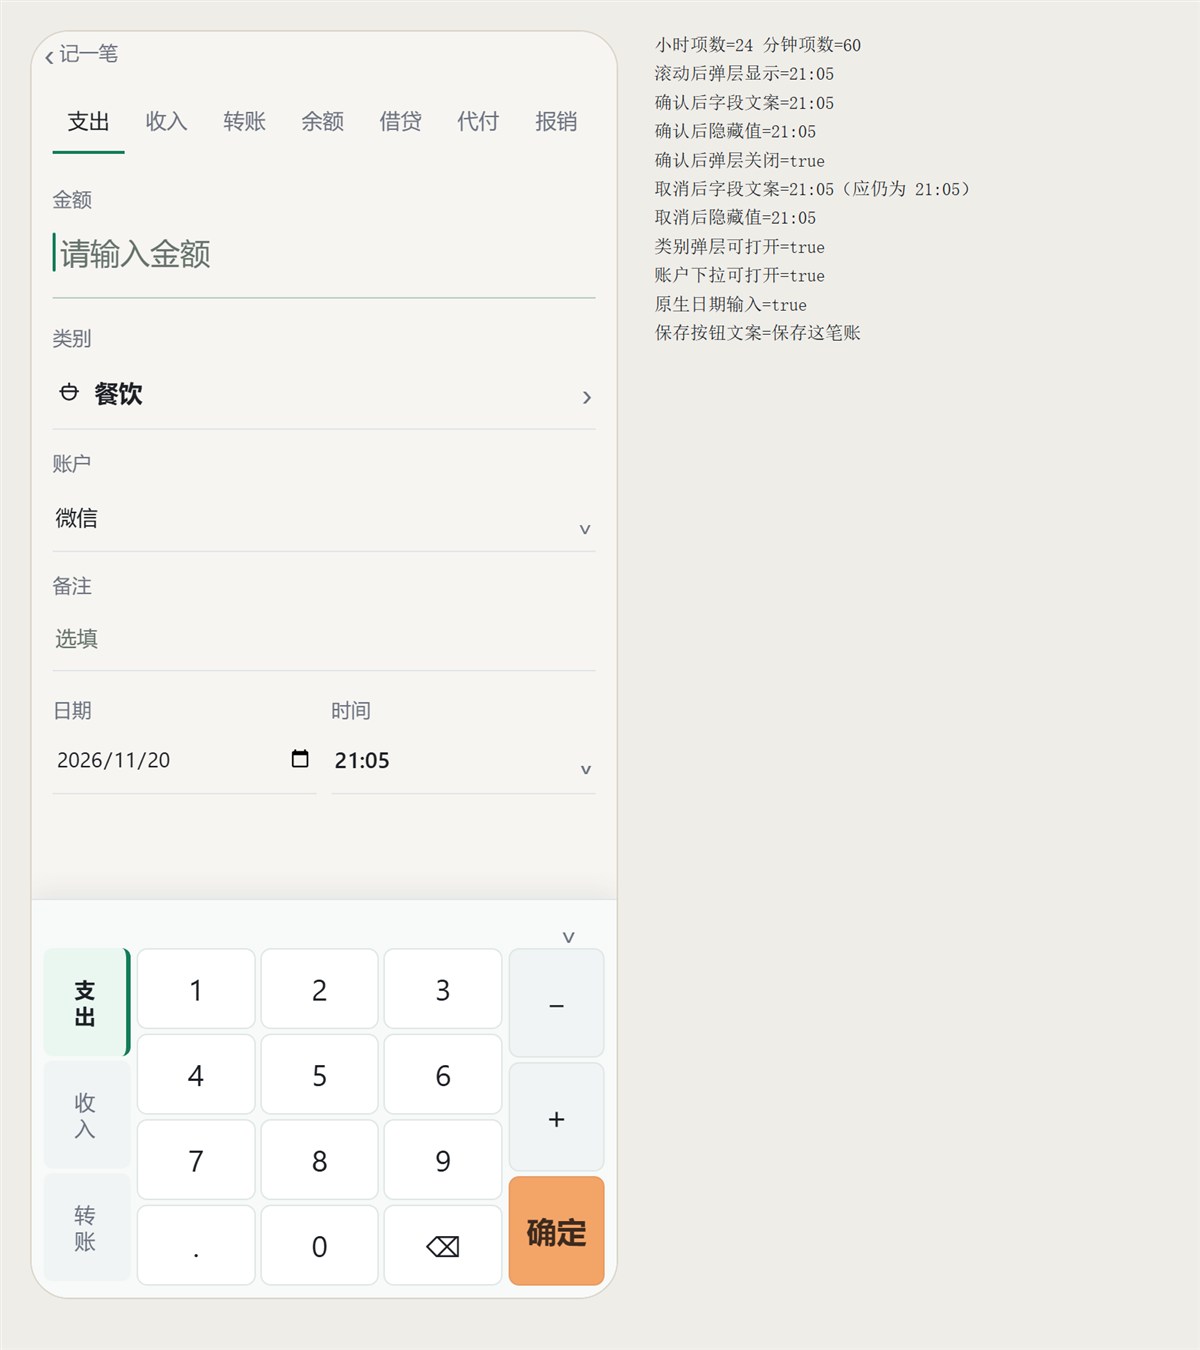 ‹ 记一笔
支出 收入 转账 余额 借贷 代付 报销
金额
请输入金额
类别
餐饮 ›
账户
微信
备注
选填
日期 时间
2026/11/20 21:05
支出
收入
转账
1 2 3 −
4 5 6 +
7 8 9
. 0 ⌫ 确定
小时项数=24 分钟项数=60
滚动后弹层显示=21:05
确认后字段文案=21:05
确认后隐藏值=21:05
确认后弹层关闭=true
取消后字段文案=21:05（应仍为 21:05）
取消后隐藏值=21:05
类别弹层可打开=true
账户下拉可打开=true
原生日期输入=true
保存按钮文案=保存这笔账